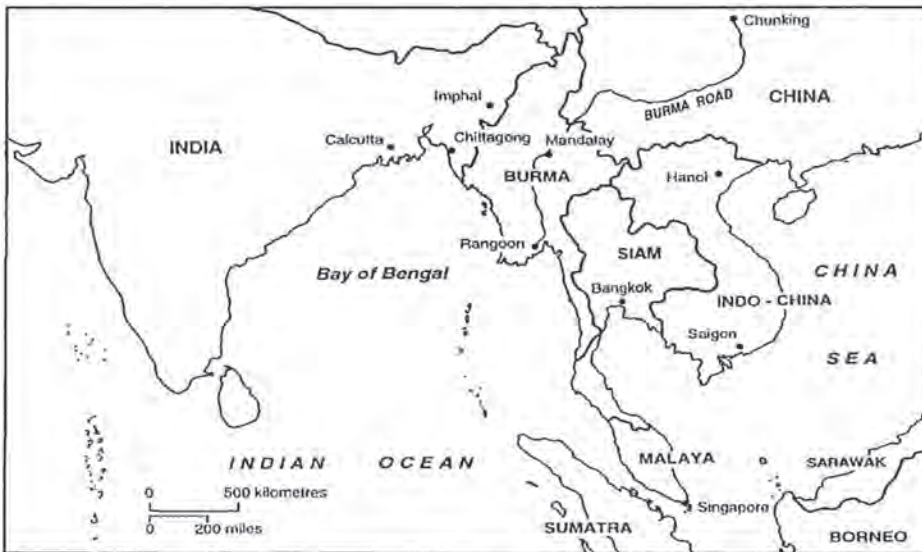 Chunking
BURMA ROAD
CHINA
Imphal
INDIA
Calcutta
Chittagong
Mandalay
BURMA
Hanoi
Rangoon
SIAM
Bay of Bengal
CHINA
Bangkok
INDO - CHINA
Saigon
SEA
INDIAN OCEAN
MALAYA
SARAWAK
0 500 kilometres
0 200 miles
Singapore
SUMATRA
BORNEO